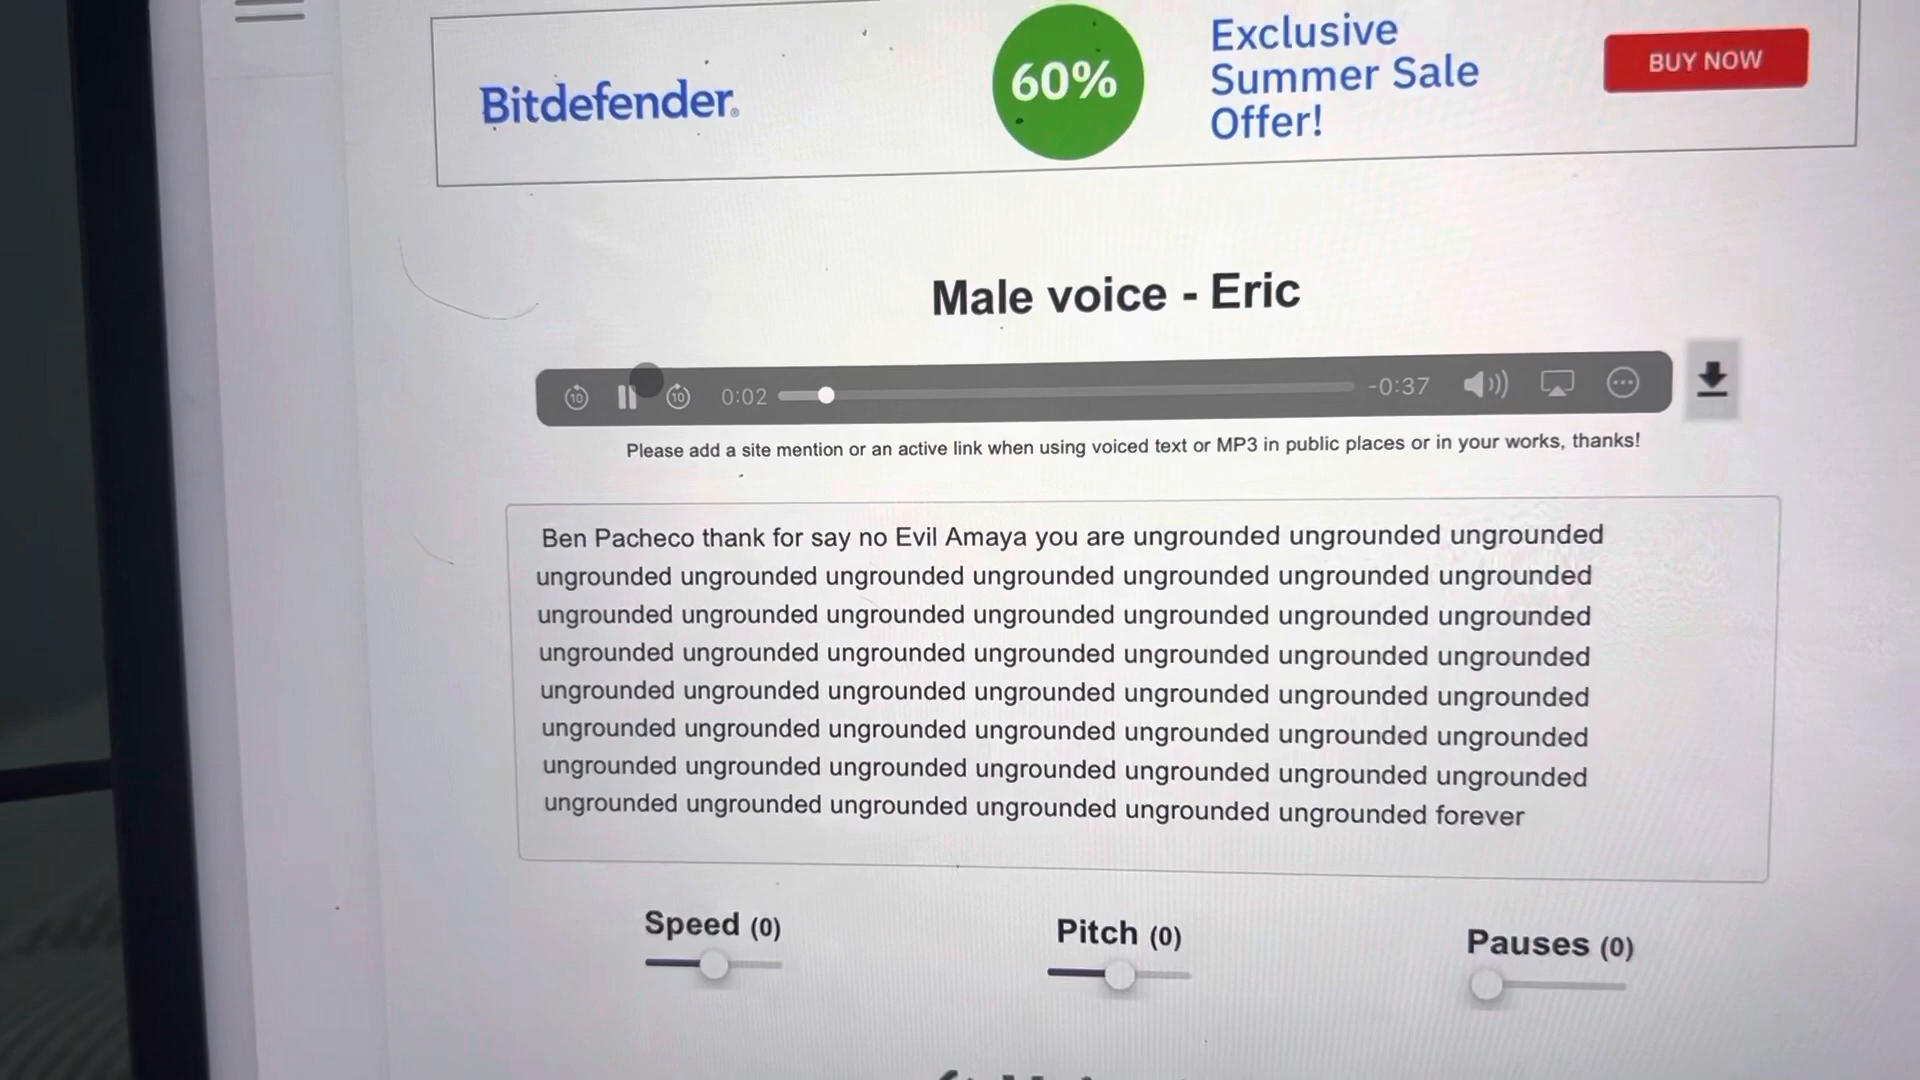 Bitdefender®
60%
Exclusive
Summer Sale
Offer!
BUY NOW
Male voice - Eric
10
10
0:02
-0:37
Please add a site mention or an active link when using voiced text or MP3 in public places or in your works, thanks!
Ben Pacheco thank for say no Evil Amaya you are ungrounded ungrounded ungrounded
ungrounded ungrounded ungrounded ungrounded ungrounded ungrounded ungrounded
ungrounded ungrounded ungrounded ungrounded ungrounded ungrounded ungrounded
ungrounded ungrounded ungrounded ungrounded ungrounded ungrounded ungrounded
ungrounded ungrounded ungrounded ungrounded ungrounded ungrounded ungrounded
ungrounded ungrounded ungrounded ungrounded ungrounded ungrounded ungrounded
ungrounded ungrounded ungrounded ungrounded ungrounded ungrounded ungrounded
ungrounded ungrounded ungrounded ungrounded ungrounded ungrounded forever
Speed (0)
Pitch (0)
Pauses (0)